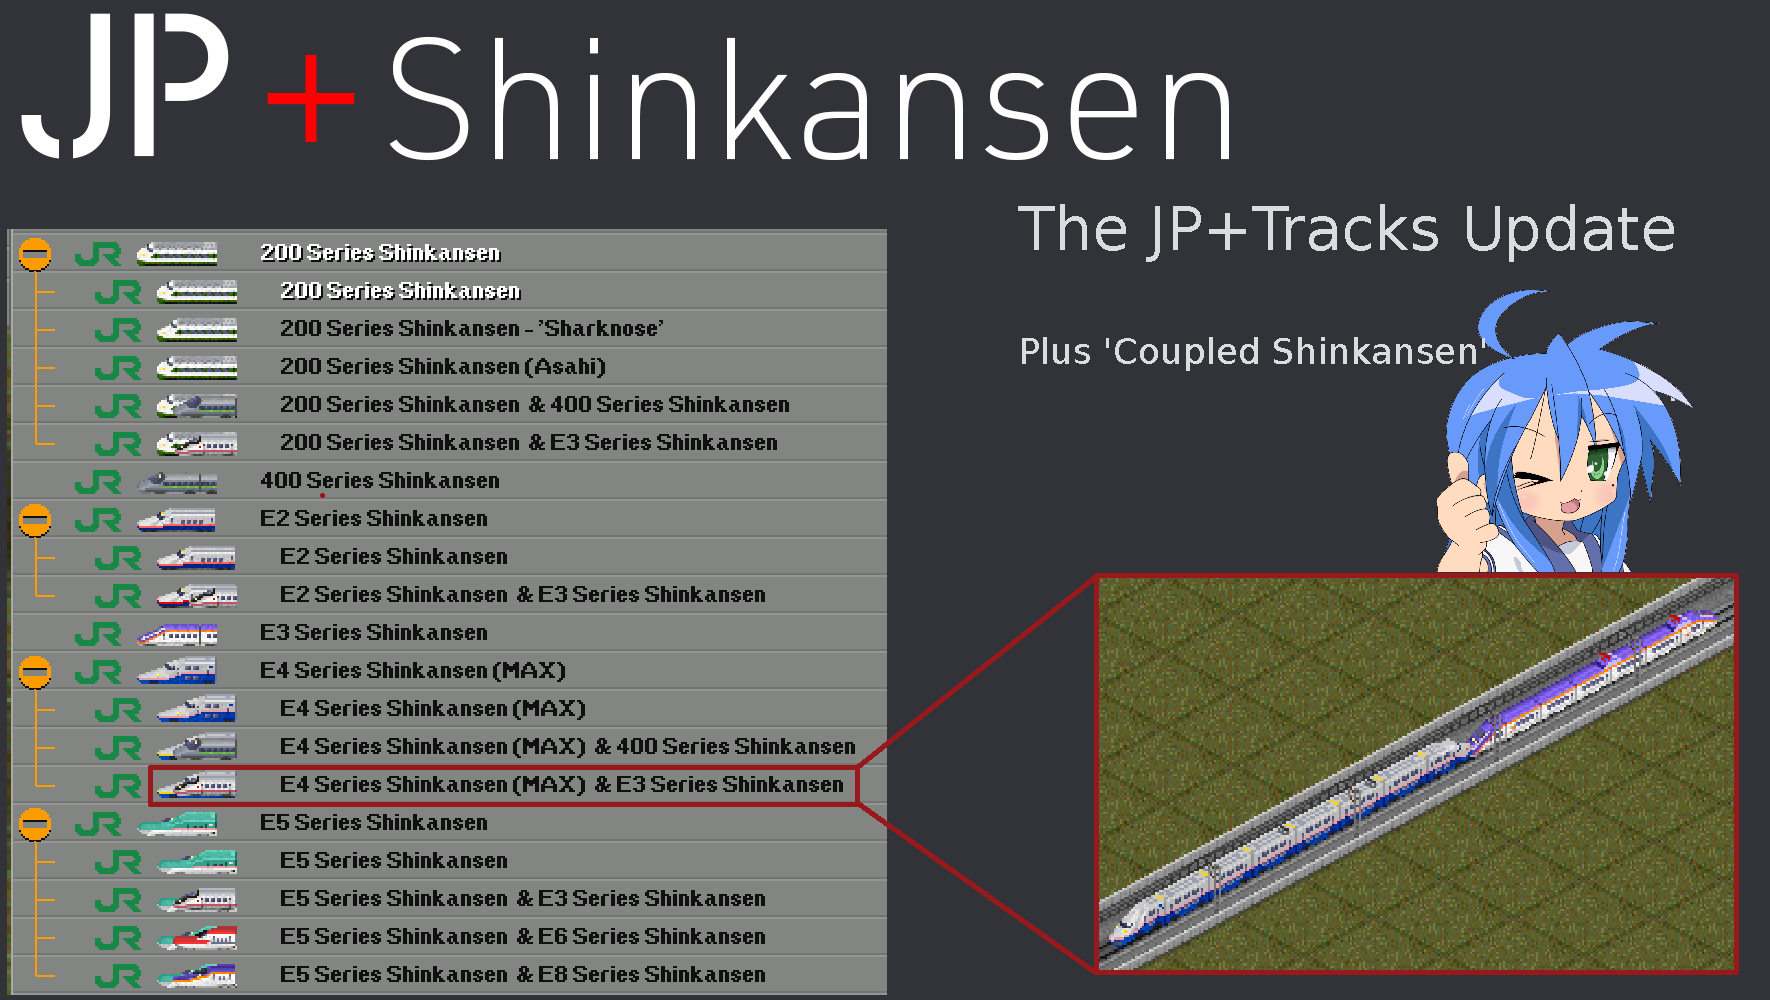 JP+Shinkansen
The JP+Tracks Update
Plus 'Coupled Shinkansen'
JR 200 Series Shinkansen
JR 200 Series Shinkansen
JR 200 Series Shinkansen - 'Sharknose'
JR 200 Series Shinkansen (Asahi)
JR 200 Series Shinkansen & 400 Series Shinkansen
JR 200 Series Shinkansen & E3 Series Shinkansen
JR 400 Series Shinkansen
JR E2 Series Shinkansen
JR E2 Series Shinkansen
JR E2 Series Shinkansen & E3 Series Shinkansen
JR E3 Series Shinkansen
JR E4 Series Shinkansen (MAX)
JR E4 Series Shinkansen (MAX)
JR E4 Series Shinkansen (MAX) & 400 Series Shinkansen
JR E4 Series Shinkansen (MAX) & E3 Series Shinkansen
JR E5 Series Shinkansen
JR E5 Series Shinkansen
JR E5 Series Shinkansen & E3 Series Shinkansen
JR E5 Series Shinkansen & E6 Series Shinkansen
JR E5 Series Shinkansen & E8 Series Shinkansen